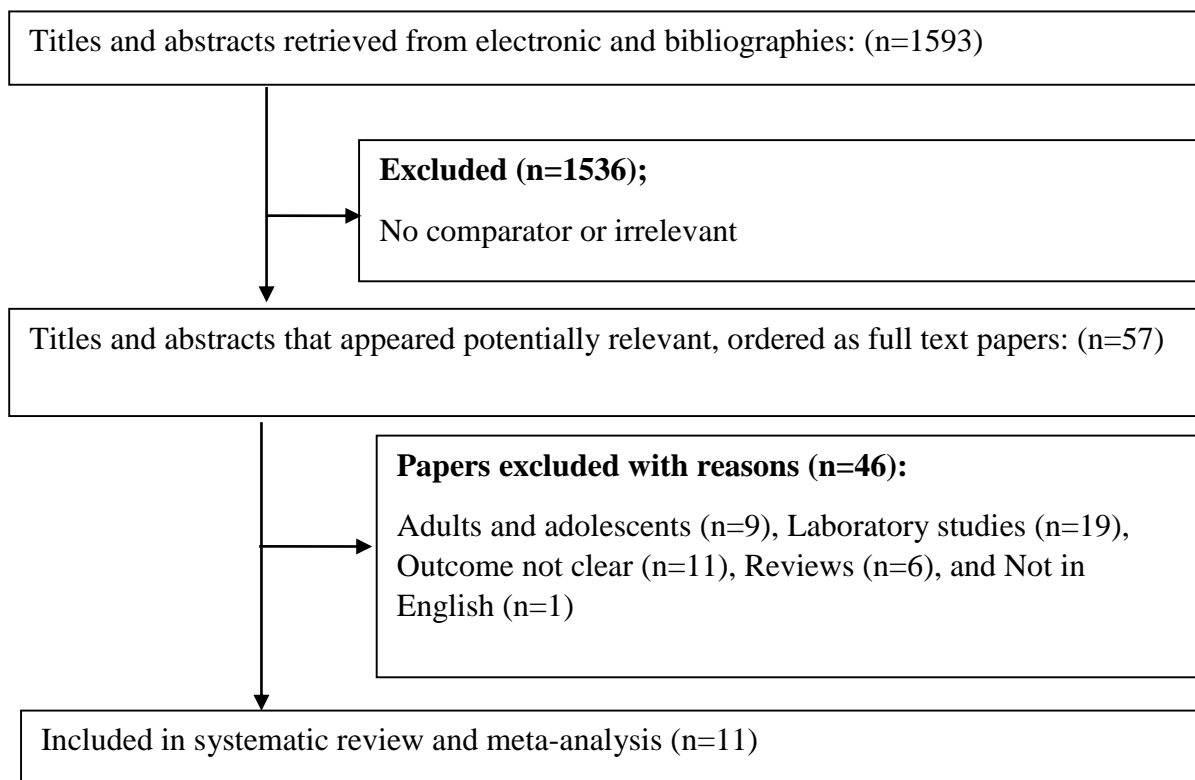 Titles and abstracts retrieved from electronic and bibliographies: (n=1593)
Excluded (n=1536);
No comparator or irrelevant
Titles and abstracts that appeared potentially relevant, ordered as full text papers: (n=57)
Papers excluded with reasons (n=46):
Adults and adolescents (n=9), Laboratory studies (n=19),
Outcome not clear (n=11), Reviews (n=6), and Not in
English (n=1)
Included in systematic review and meta-analysis (n=11)